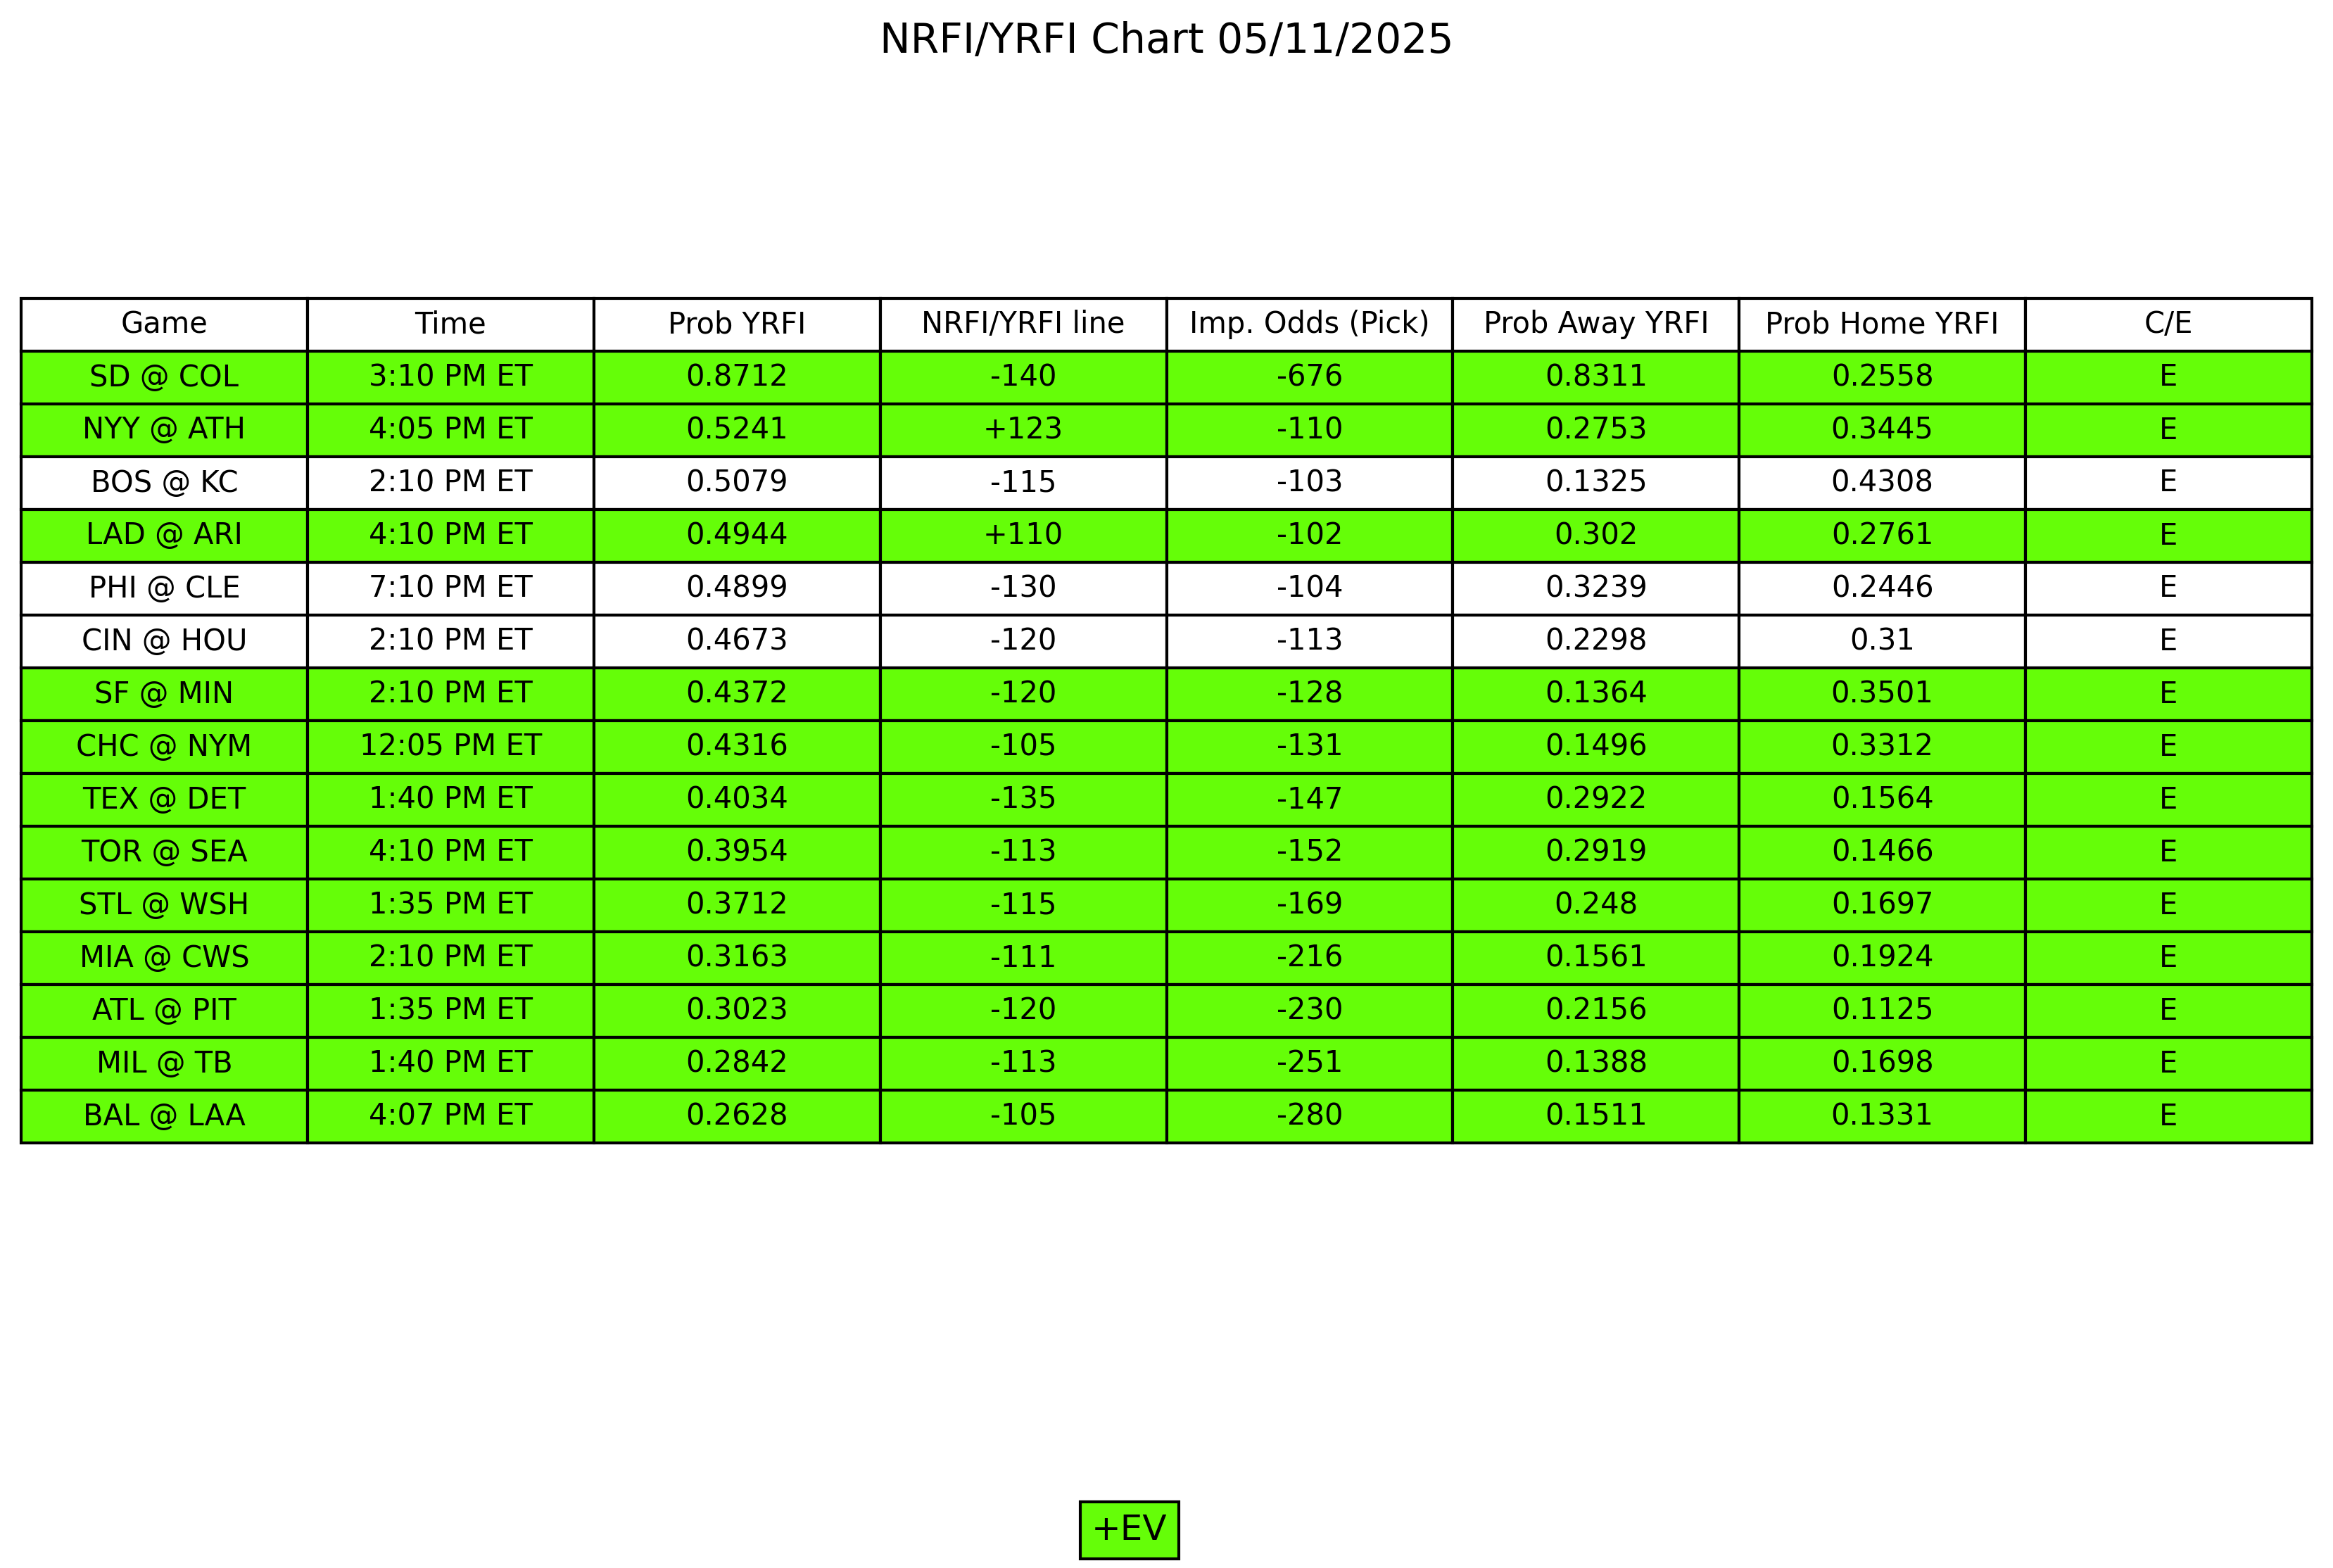 NRFI/YRFI Chart 05/11/2025
Game Time Prob YRFI NRFI/YRFI line Imp. Odds (Pick) Prob Away YRFI Prob Home YRFI C/E
SD @ COL 3:10 PM ET 0.8712 -140 -676 0.8311 0.2558 E
NYY @ ATH 4:05 PM ET 0.5241 +123 -110 0.2753 0.3445 E
BOS @ KC 2:10 PM ET 0.5079 -115 -103 0.1325 0.4308 E
LAD @ ARI 4:10 PM ET 0.4944 +110 -102 0.302 0.2761 E
PHI @ CLE 7:10 PM ET 0.4899 -130 -104 0.3239 0.2446 E
CIN @ HOU 2:10 PM ET 0.4673 -120 -113 0.2298 0.31 E
SF @ MIN 2:10 PM ET 0.4372 -120 -128 0.1364 0.3501 E
CHC @ NYM 12:05 PM ET 0.4316 -105 -131 0.1496 0.3312 E
TEX @ DET 1:40 PM ET 0.4034 -135 -147 0.2922 0.1564 E
TOR @ SEA 4:10 PM ET 0.3954 -113 -152 0.2919 0.1466 E
STL @ WSH 1:35 PM ET 0.3712 -115 -169 0.248 0.1697 E
MIA @ CWS 2:10 PM ET 0.3163 -111 -216 0.1561 0.1924 E
ATL @ PIT 1:35 PM ET 0.3023 -120 -230 0.2156 0.1125 E
MIL @ TB 1:40 PM ET 0.2842 -113 -251 0.1388 0.1698 E
BAL @ LAA 4:07 PM ET 0.2628 -105 -280 0.1511 0.1331 E
+EV